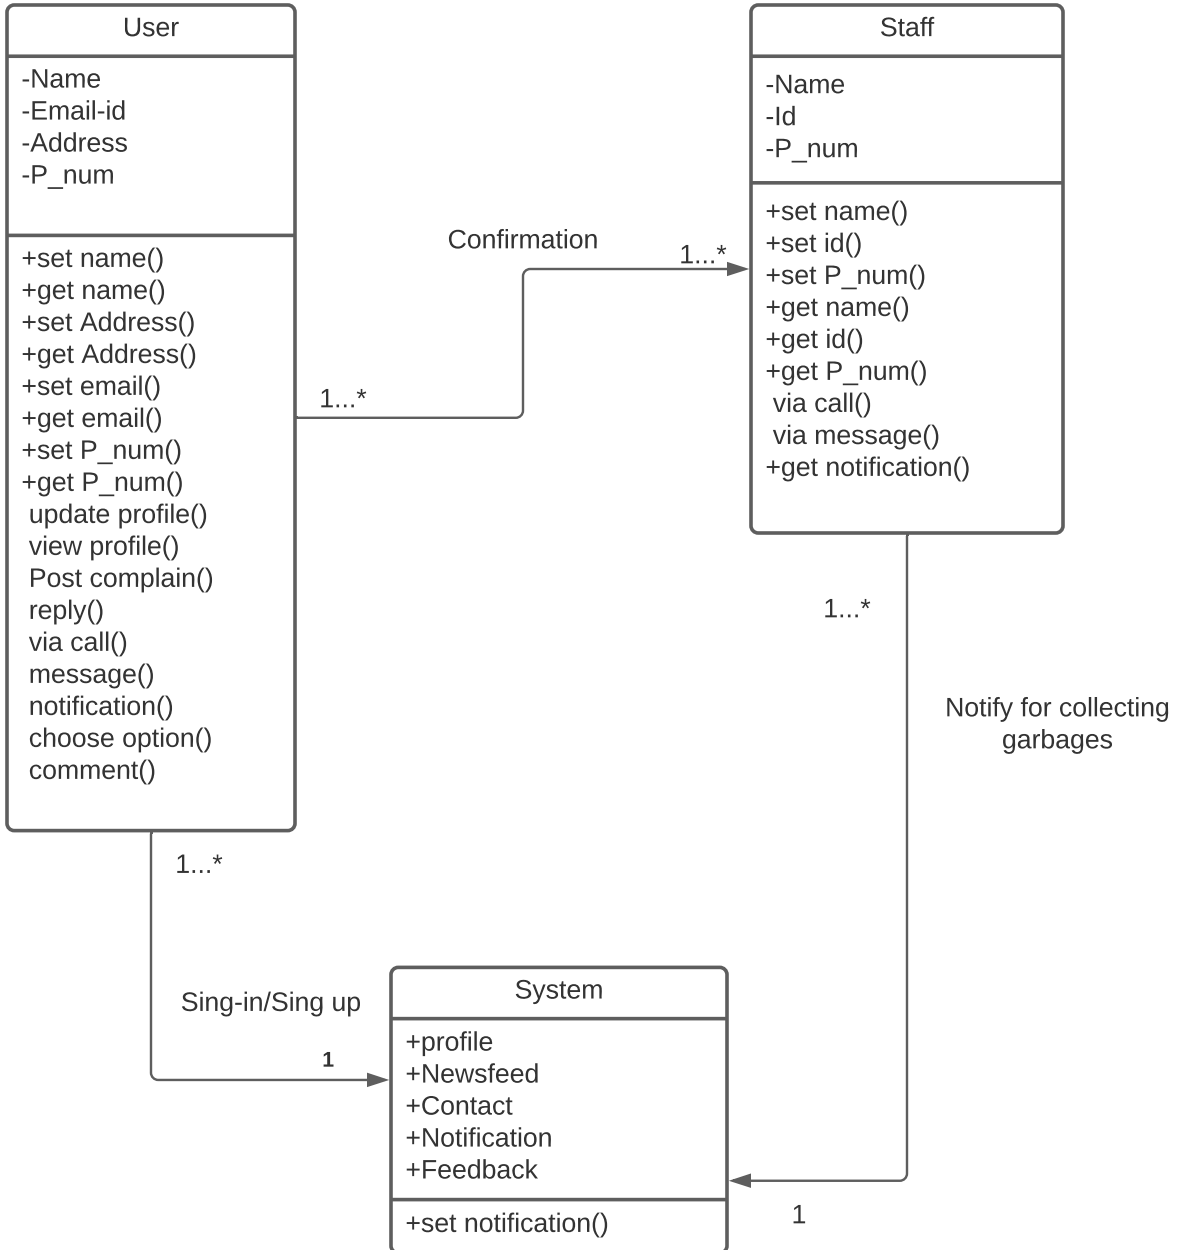 User
-Name
-Email-id
-Address
-P_num
+set name()
+get name()
+set Address()
+get Address()
+set email()
+get email()
+set P_num()
+get P_num()
update profile()
view profile()
Post complain()
reply()
via call()
message()
notification()
choose option()
comment()
Confirmation
1...*
1...*
Staff
-Name
-Id
-P_num
+set name()
+set id()
+set P_num()
+get name()
+get id()
+get P_num()
via call()
via message()
+get notification()
1...*
Notify for collecting
garbages
1...*
Sing-in/Sing up
1
System
+profile
+Newsfeed
+Contact
+Notification
+Feedback
+set notification()
1